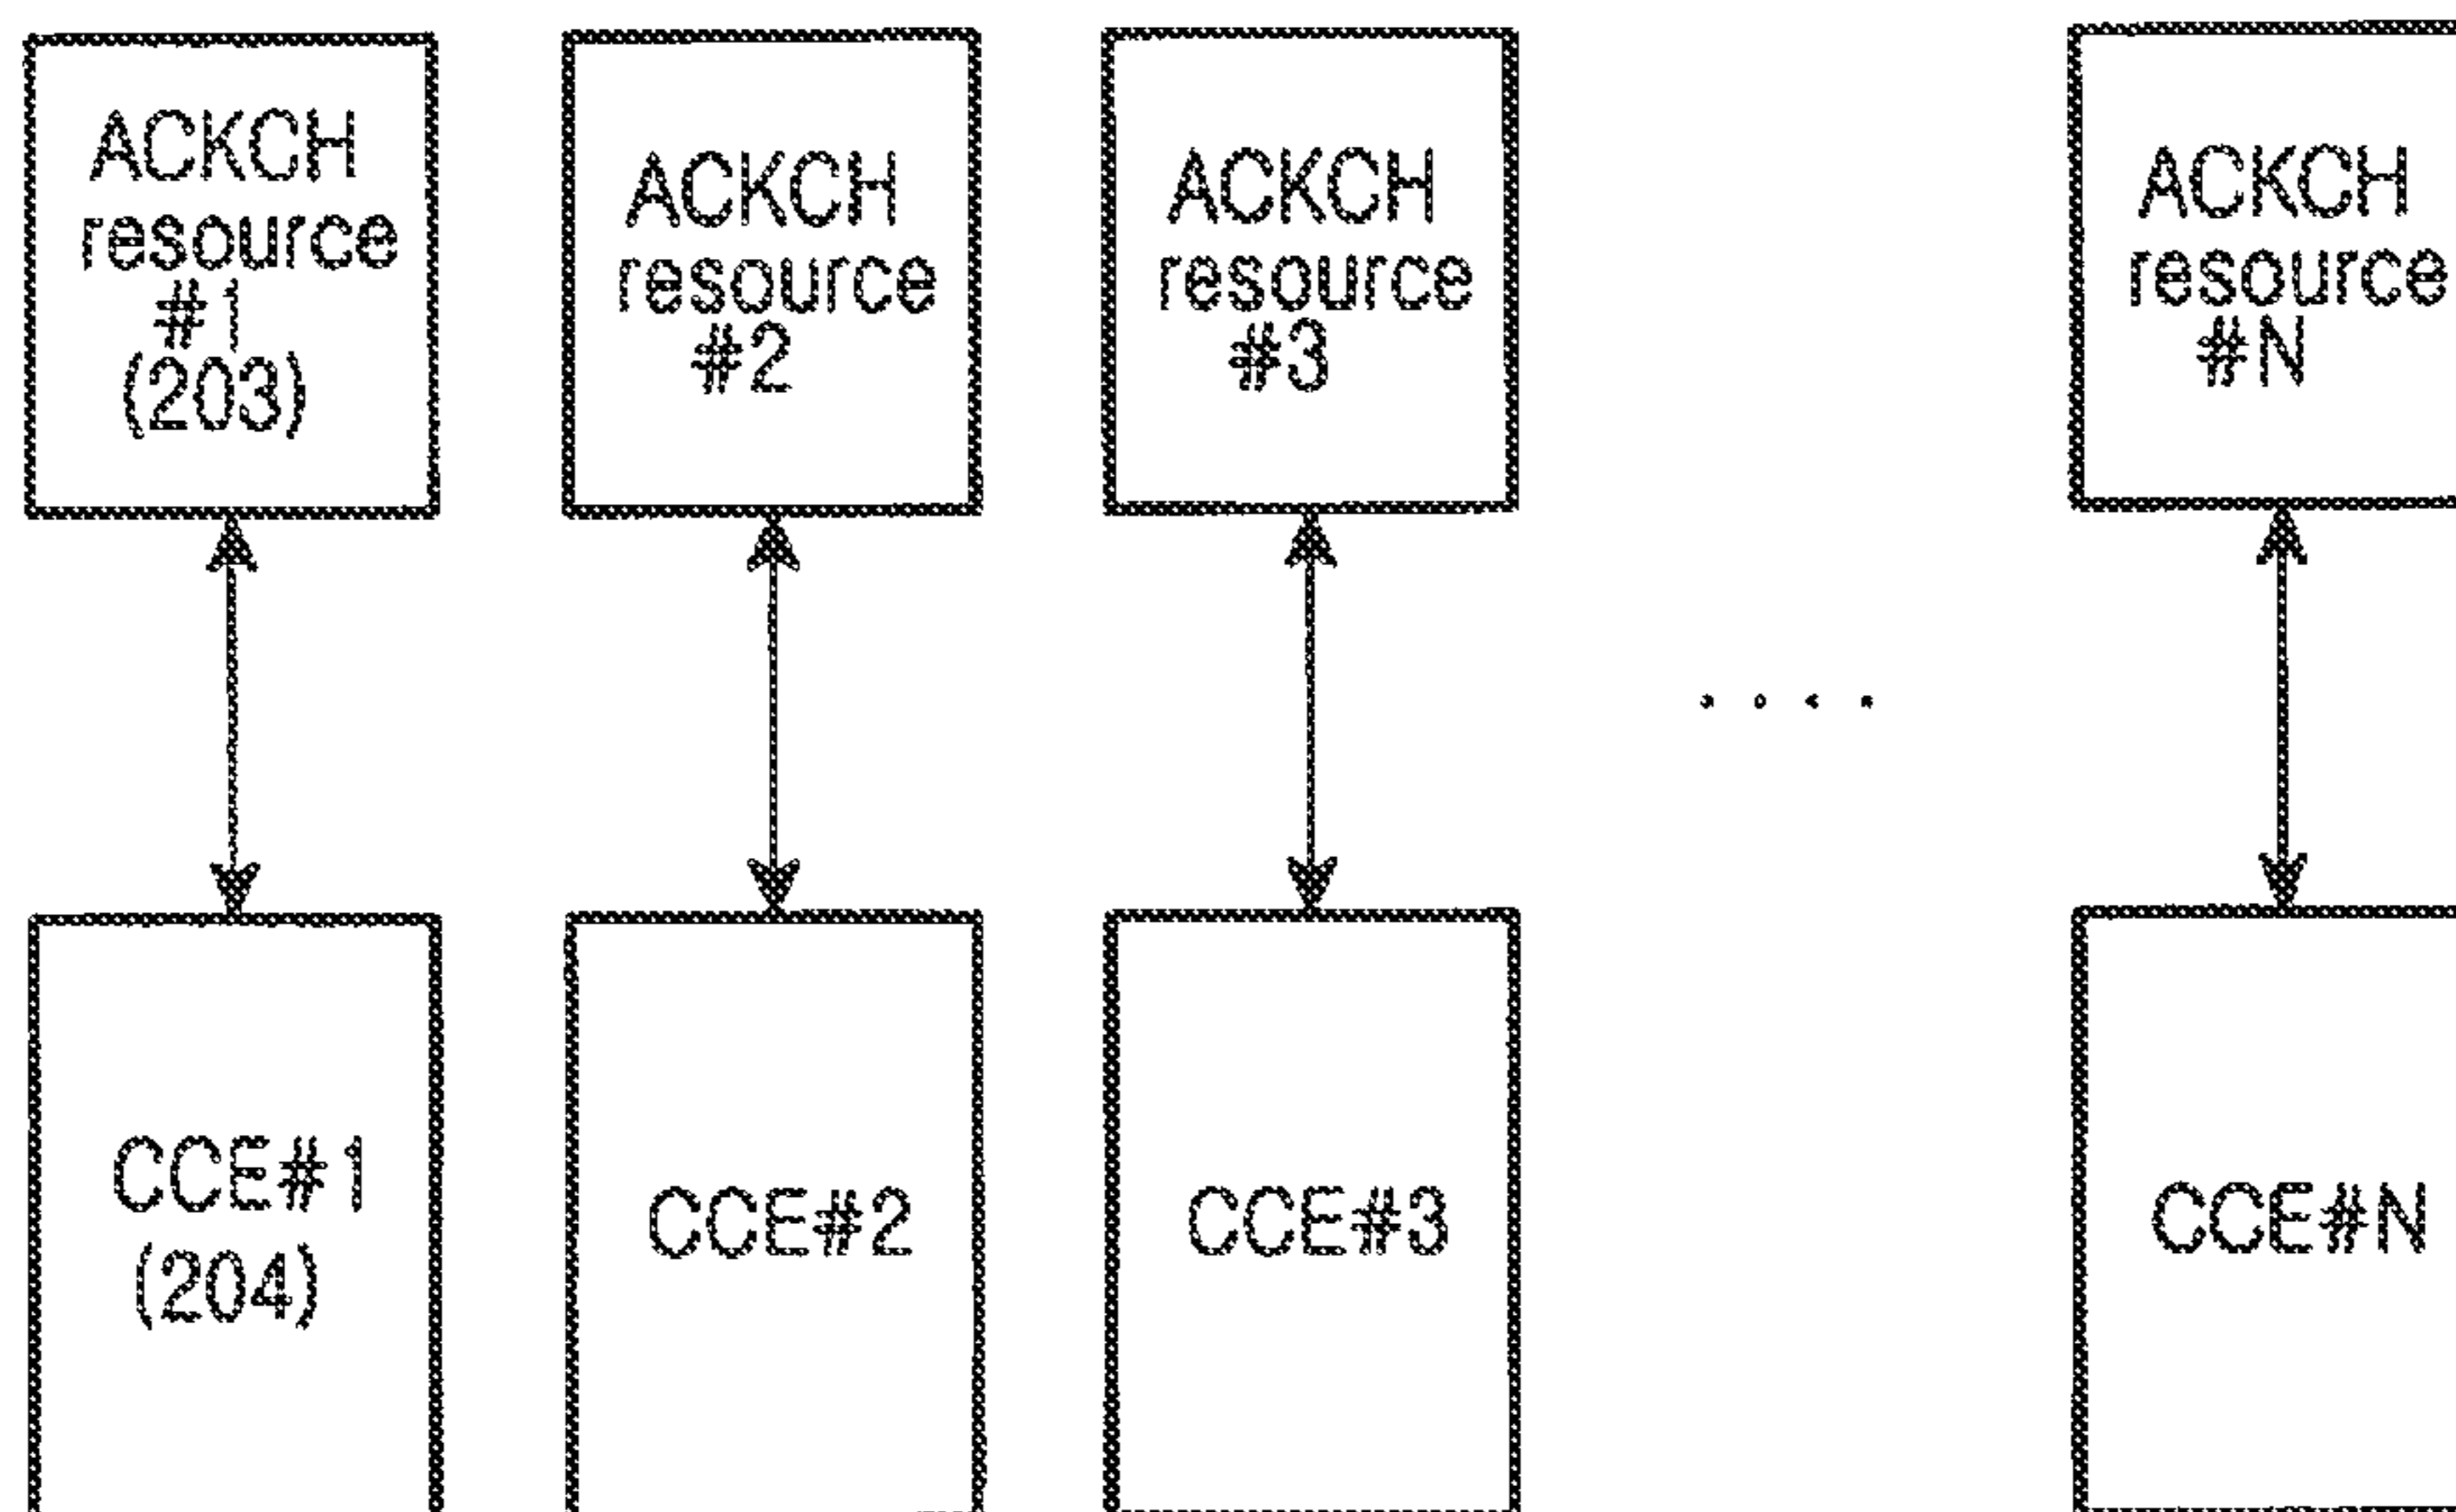 ACKCH
resource
#1
(203)
ACKCH
resource
#2
ACKCH
resource
#3
....
ACKCH
resource
#N
CCE#1
(204)
CCE#2
CCE#3
CCE#N